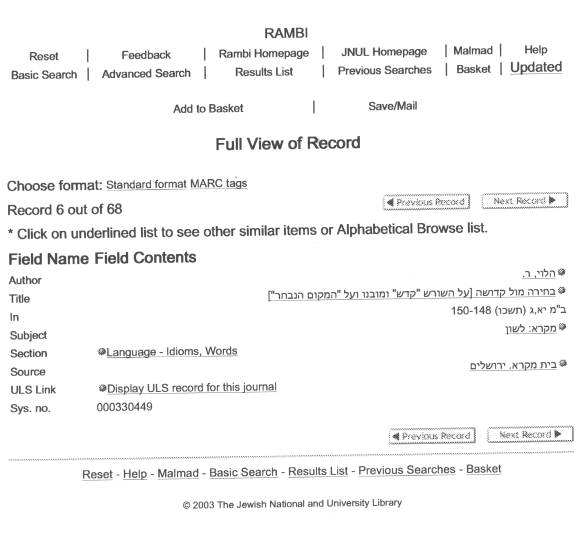 RAMBI
Reset | Feedback | Rambi Homepage | JNUL Homepage | Malmad | Help
Basic Search | Advanced Search | Results List | Previous Searches | Basket | Updated
Add to Basket | Save/Mail
Full View of Record
Choose format: Standard format MARC tags
Previous Record Next Record
Record 6 out of 68
* Click on underlined list to see other similar items or Alphabetical Browse list.
Field Name Field Contents
Author הלוי, ר.
Title בחירה מול קדושה [על השורש "קדש" ומובנו ועל "המקום הנבחר"]
In ב"מ יא,ג (תשכו) 150-148
Subject מקרא: לשון
Section Language - Idioms, Words
Source בית מקרא. ירושלים
ULS Link Display ULS record for this journal
Sys. no. 000330449
Previous Record Next Record
Reset - Help - Malmad - Basic Search - Results List - Previous Searches - Basket
© 2003 The Jewish National and University Library